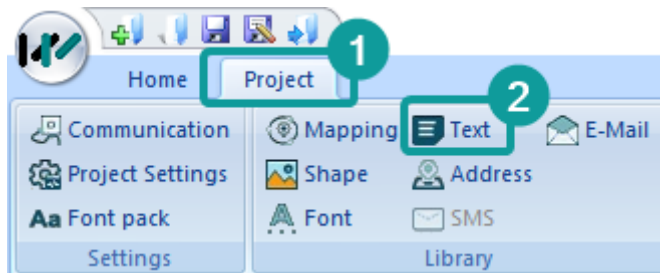 1
Home Project
2
Communication Mapping Text E-Mail
Project Settings Shape Address
Aa Font pack Font SMS
Settings Library